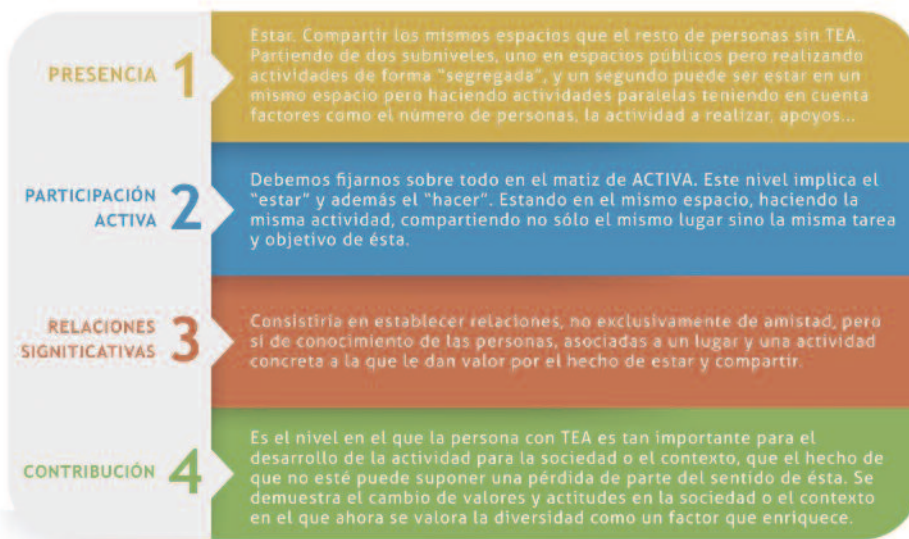 PRESENCIA 1
Estar. Compartir los mismos espacios que el resto de personas sin TEA.
Partiendo de dos subniveles, uno en espacios públicos pero realizando
actividades de forma "segregada", y un segundo puede ser estar en un
mismo espacio pero haciendo actividades paralelas teniendo en cuenta
factores como el número de personas, la actividad a realizar, apoyos...
PARTICIPACIÓN
ACTIVA 2
Debemos fijarnos sobre todo en el matiz de ACTIVA. Este nivel implica el
"estar" y además el "hacer". Estando en el mismo espacio, haciendo la
misma actividad, compartiendo no sólo el mismo lugar sino la misma tarea
y objetivo de ésta.
RELACIONES
SIGNITICATIVAS 3
Consistiría en establecer relaciones, no exclusivamente de amistad, pero
si de conocimiento de las personas, asociadas a un lugar y una actividad
concreta a la que le dan valor por el hecho de estar y compartir.
CONTRIBUCIÓN 4
Es el nivel en el que la persona con TEA es tan importante para el
desarrollo de la actividad para la sociedad o el contexto, que el hecho de
que no esté puede suponer una pérdida de parte del sentido de ésta. Se
demuestra el cambio de valores y actitudes en la sociedad o el contexto
en el que ahora se valora la diversidad como un factor que enriquece.